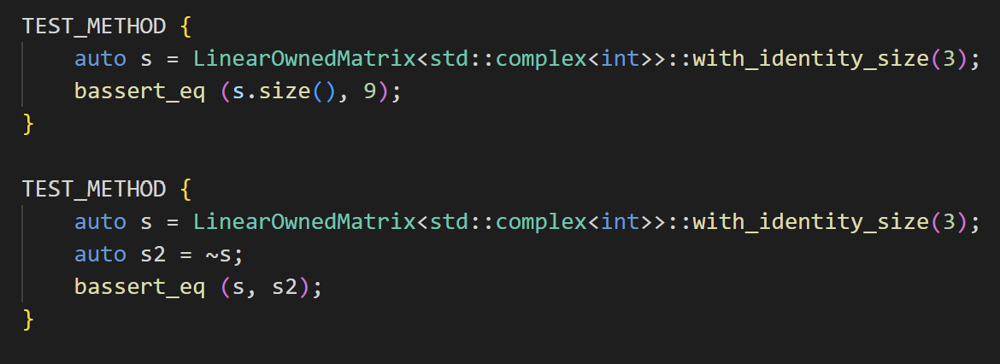 TEST_METHOD {
    auto s = LinearOwnedMatrix<std::complex<int>>::with_identity_size(3);
    bassert_eq (s.size(), 9);
}

TEST_METHOD {
    auto s = LinearOwnedMatrix<std::complex<int>>::with_identity_size(3);
    auto s2 = ~s;
    bassert_eq (s, s2);
}